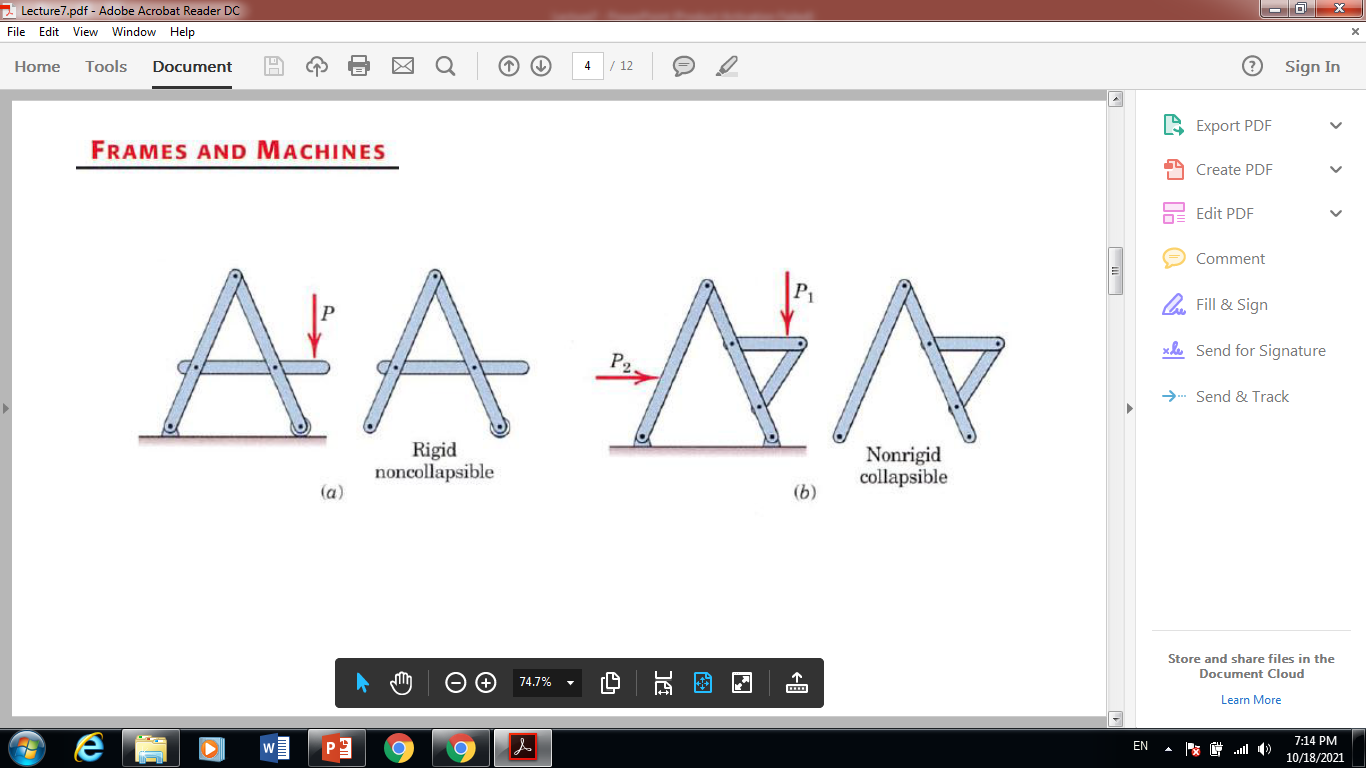 Lecture7.pdf - Adobe Acrobat Reader DC
File Edit View Window Help
Home Tools Document 4 / 12 Sign In
FRAMES AND MACHINES
P
Rigid
noncollapsible
(a)
P1
P2
Nonrigid
collapsible
(b)
Export PDF
Create PDF
Edit PDF
Comment
Fill & Sign
Send for Signature
Send & Track
Store and share files in the
Document Cloud
Learn More
74.7%
EN
7:14 PM
10/18/2021